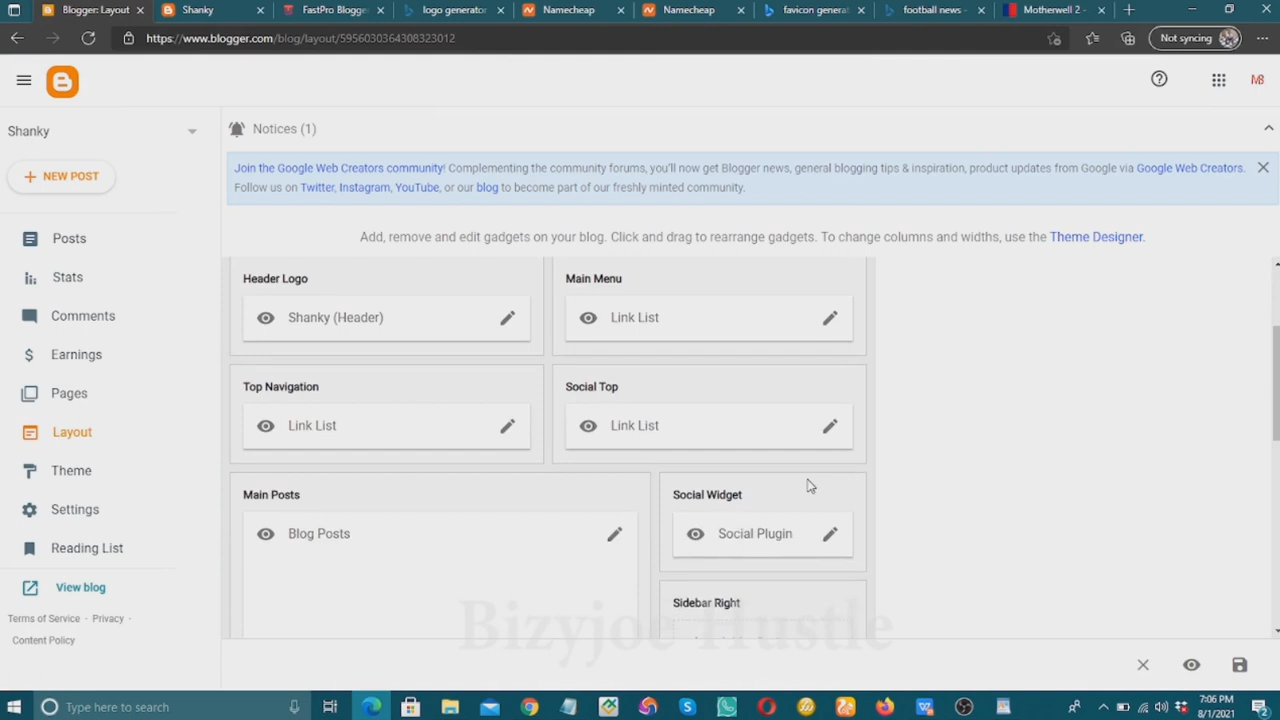 Blogger: Layout
Shanky
FastPro Blogger
logo generator
Namecheap
Namecheap
favicon generat
football news -
Motherwell 2 -
https://www.blogger.com/blog/layout/5956030364308323012
Not syncing
M8
Shanky
Notices (1)
Join the Google Web Creators community! Complementing the community forums, you'll now get Blogger news, general blogging tips & inspiration, product updates from Google via Google Web Creators.
Follow us on Twitter, Instagram, YouTube, or our blog to become part of our freshly minted community.
NEW POST
Add, remove and edit gadgets on your blog. Click and drag to rearrange gadgets. To change columns and widths, use the Theme Designer.
Posts
Stats
Comments
Earnings
Pages
Layout
Theme
Settings
Reading List
View blog
Terms of Service · Privacy ·
Content Policy
Header Logo
Shanky (Header)
Main Menu
Link List
Top Navigation
Link List
Social Top
Link List
Main Posts
Blog Posts
Social Widget
Social Plugin
Sidebar Right
Bizyjoe Hustle
Type here to search
7:06 PM
8/1/2021